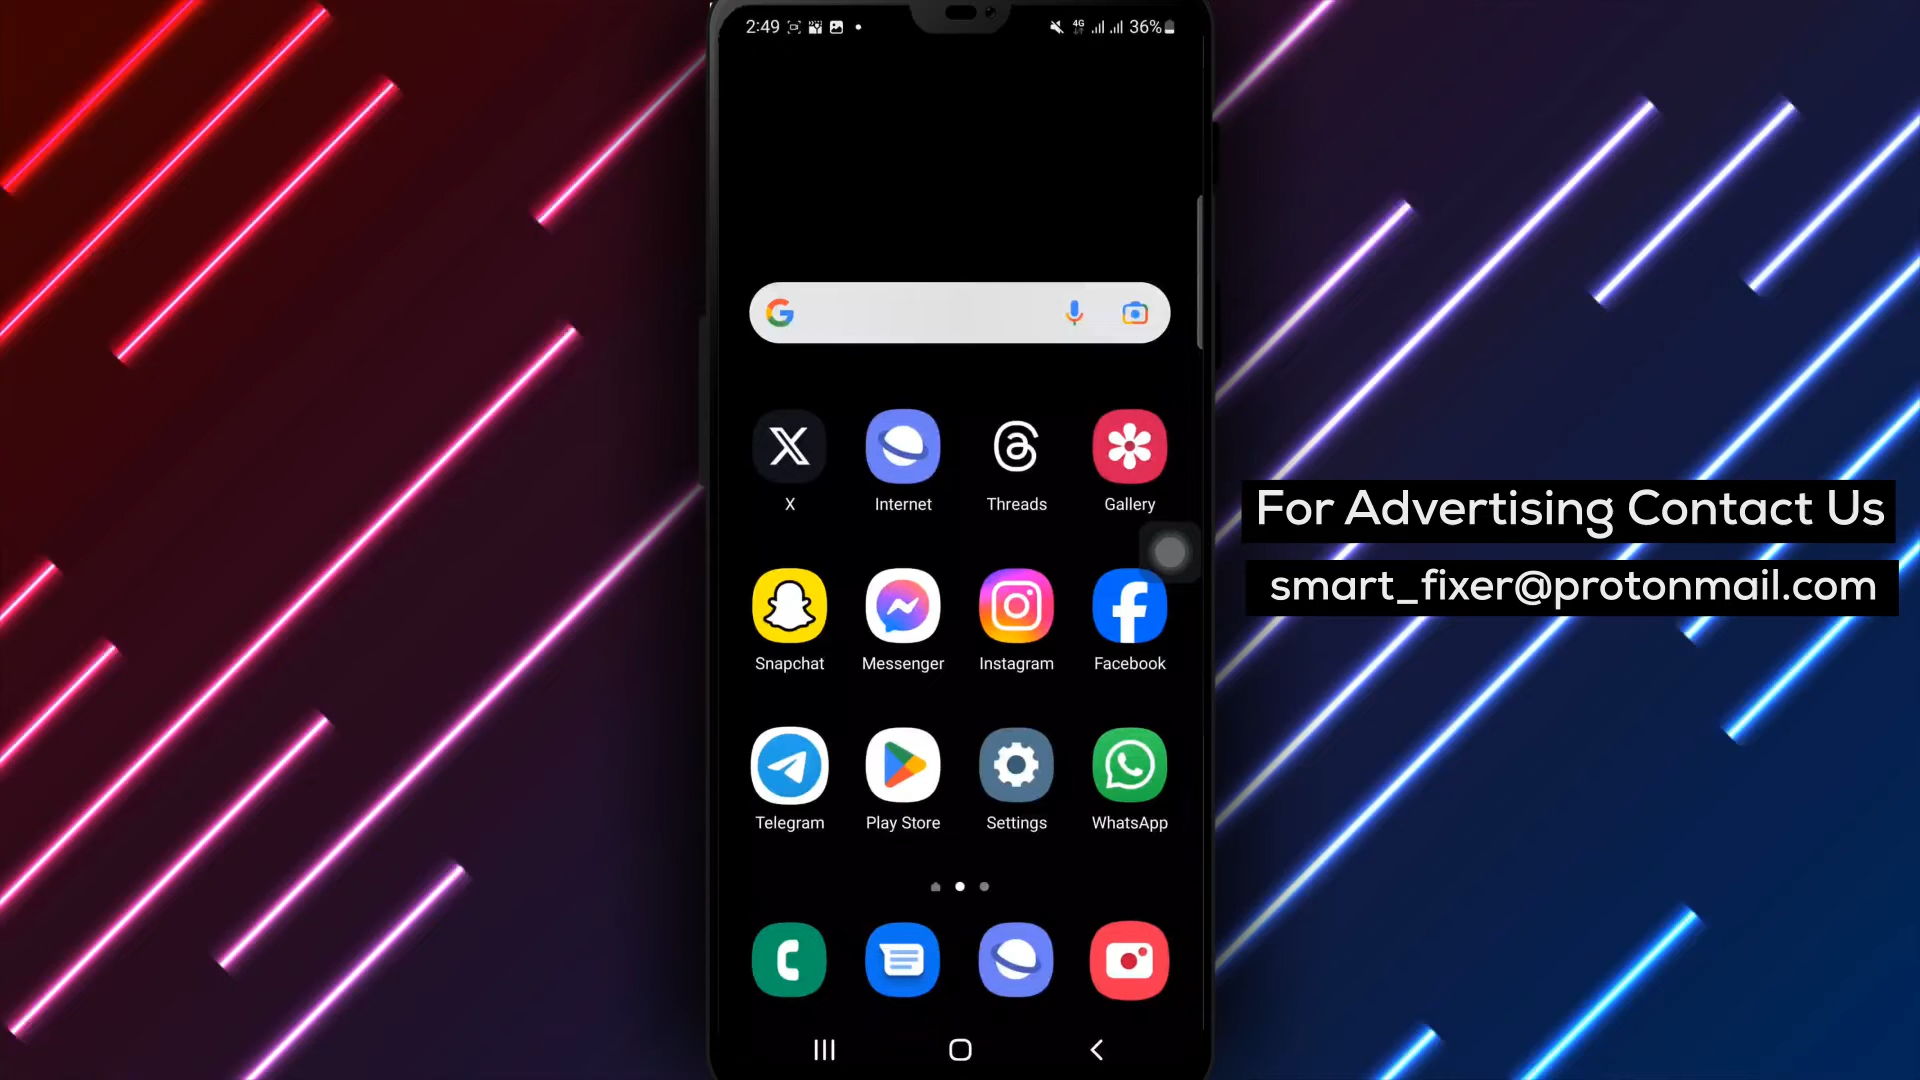 2:49
4G 36%
X Internet Threads Gallery
Snapchat Messenger Instagram Facebook
Telegram Play Store Settings WhatsApp
For Advertising Contact Us
smart_fixer@protonmail.com